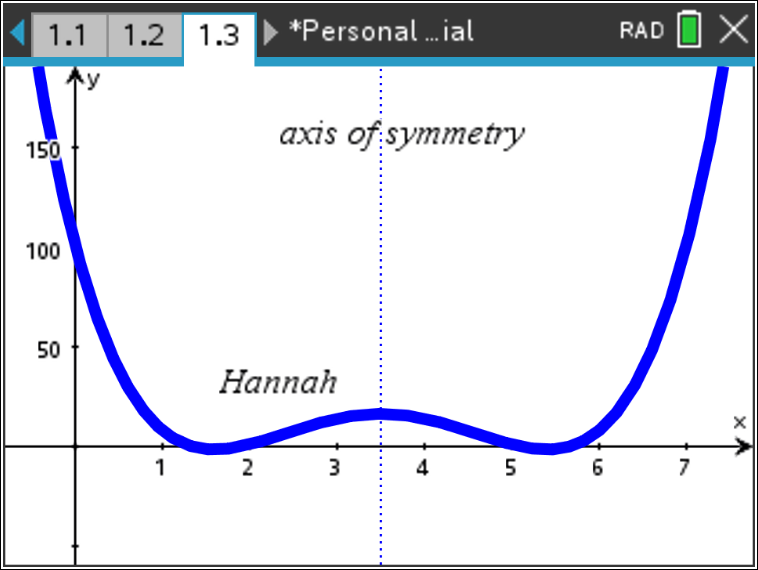 1.1 1.2 1.3 *Personal ...ial RAD
y
axis of symmetry
150
100
50
Hannah
x
1 2 3 4 5 6 7